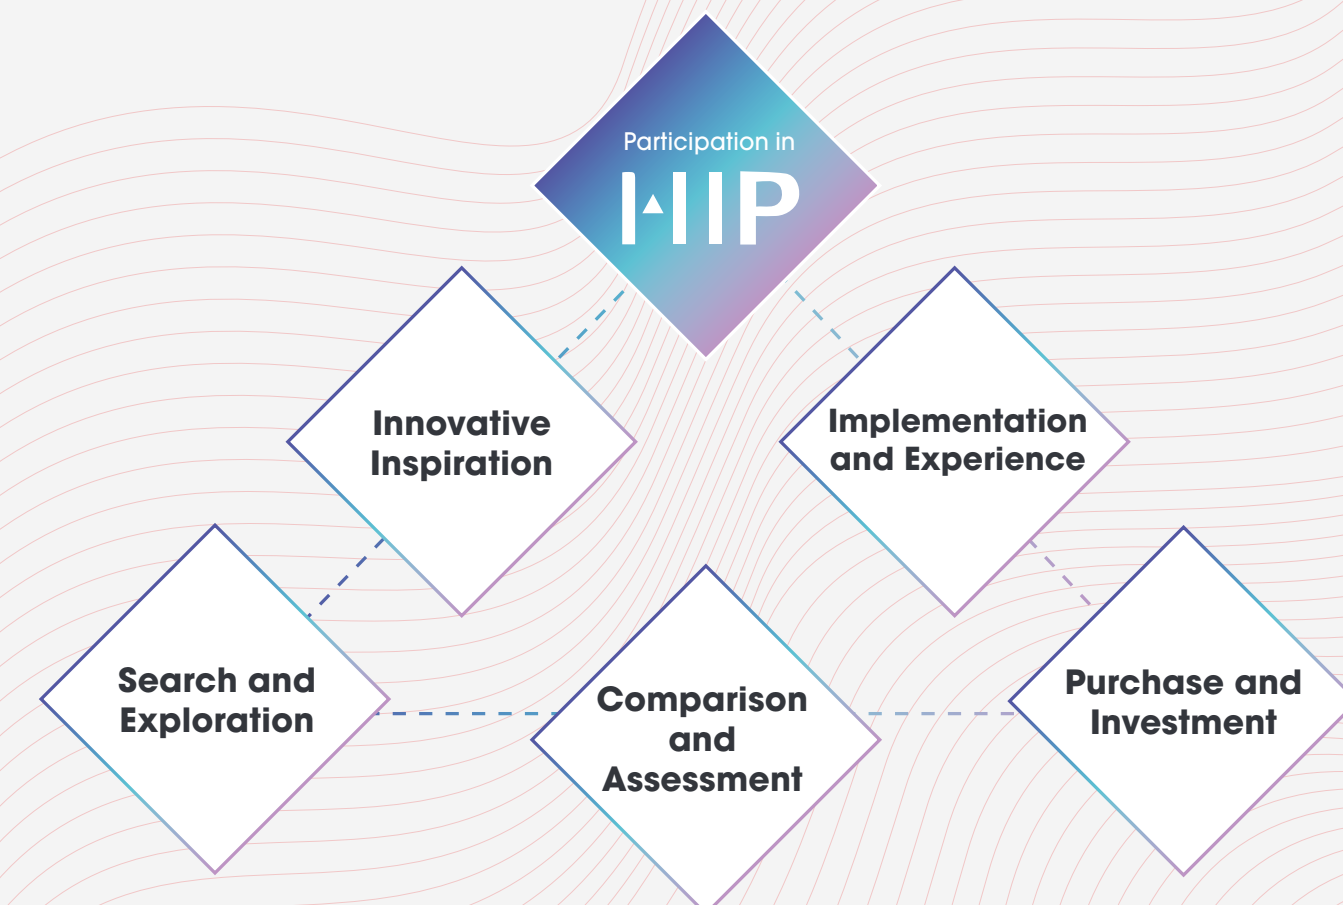 Participation in
HIP
Innovative
Inspiration
Implementation
and Experience
Search and
Exploration
Comparison
and
Assessment
Purchase and
Investment